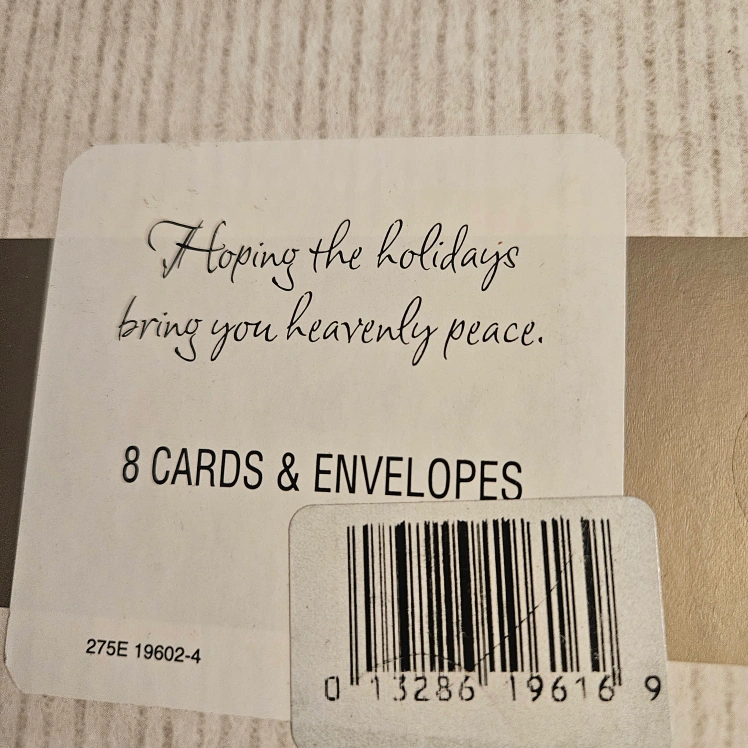 Hoping the holidays
bring you heavenly peace.
8 CARDS & ENVELOPES
275E 19602-4
0 13286 19616 9